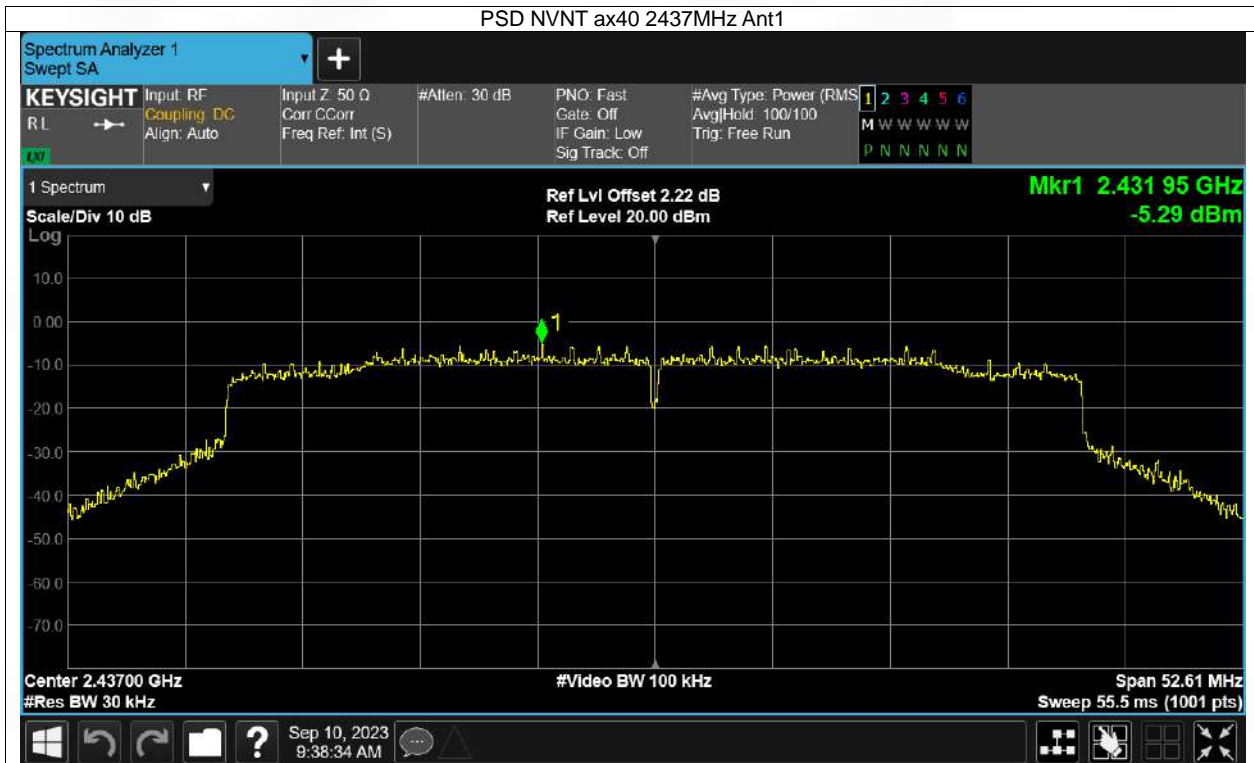 PSD NVNT ax40 2437MHz Ant1
Spectrum Analyzer 1
Swept SA
KEYSIGHT
RL
LXI
Input: RF
Coupling: DC
Align: Auto
Input Z: 50 Ω
Corr CCorr
Freq Ref: Int (S)
#Atten: 30 dB
PNO: Fast
Gate: Off
IF Gain: Low
Sig Track: Off
#Avg Type: Power (RMS
Avg|Hold: 100/100
Trig: Free Run
1 2 3 4 5 6
M W W W W W
P N N N N N
1 Spectrum
Scale/Div 10 dB
Log
Ref Lvl Offset 2.22 dB
Ref Level 20.00 dBm
Mkr1 2.431 95 GHz
-5.29 dBm
10.0
0.00
-10.0
-20.0
-30.0
-40.0
-50.0
-60.0
-70.0
1
Center 2.43700 GHz
#Res BW 30 kHz
#Video BW 100 kHz
Span 52.61 MHz
Sweep 55.5 ms (1001 pts)
?
Sep 10, 2023
9:38:34 AM